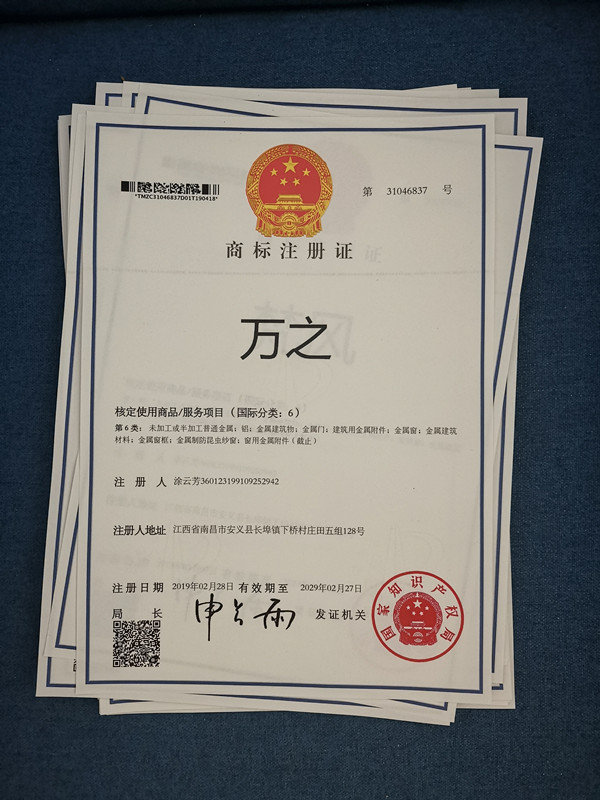 第 31046837 号
*TMZC31046837D01T190418*
商标注册证
万之
核定使用商品/服务项目（国际分类：6）
第6类：未加工或半加工普通金属；铝；金属建筑物；金属门；建筑用金属附件；金属窗；金属建筑
材料；金属窗框；金属制防昆虫纱窗；窗用金属附件（截止）
注册人 涂云芳360123199109252942
注册人地址 江西省南昌市安义县长埠镇下桥村庄田五组128号
注册日期 2019年02月28日 有效期至 2029年02月27日
局长 申长雨 发证机关
国家知识产权局